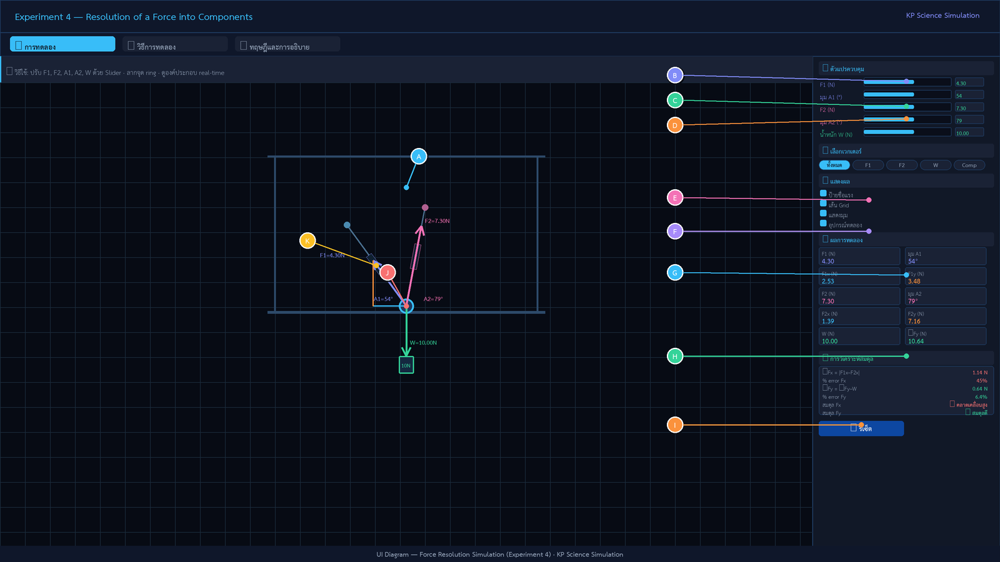 Experiment 4 — Resolution of a Force into Components
KP Science Simulation
การทดลอง
วิธีการทดลอง
ทฤษฎีและการอธิบาย
วิธีใช้: ปรับ F1, F2, A1, A2, W ด้วย Slider · ลากจุด ring · ดูองค์ประกอบ real-time
A
K
J
F2=7.30N
F1=4.30N
A1=54°
A2=79°
W=10.00N
10N
B
C
D
E
F
G
H
I
ตัวแปรควบคุม
F1 (N)
4.30
มุม A1 (°)
54
F2 (N)
7.30
มุม A2 (°)
79
น้ำหนัก W (N)
10.00
เลือกเวกเตอร์
ทั้งหมด
F1
F2
W
Comp
แสดงผล
ป้ายชื่อแรง
เส้น Grid
แสดงมุม
อุปกรณ์ทดลอง
ผลการทดลอง
F1 (N)
4.30
มุม A1
54°
F1x (N)
2.53
F1y (N)
3.48
F2 (N)
7.30
มุม A2
79°
F2x (N)
1.39
F2y (N)
7.16
W (N)
10.00
Fy (N)
10.64
การวิเคราะห์สมดุล
Fx = |F1x−F2x|
1.14 N
% error Fx
45%
Fy = Fy−W
0.64 N
% error Fy
6.4%
สมดุล Fx
คลาดเคลื่อนสูง
สมดุล Fy
สมดุลดี
รีเซ็ต
UI Diagram — Force Resolution Simulation (Experiment 4) · KP Science Simulation